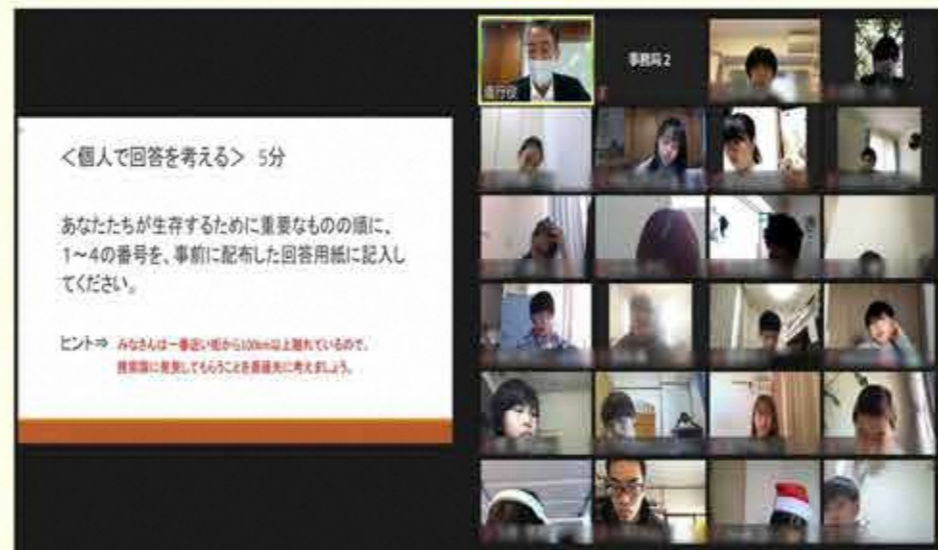 <個人で回答を考える> 5分
あなたたちが生存するために重要なものの順に、
1~4の番号を、事前に配布した回答用紙に記入し
てください。
ヒント⇒ みなさんは一番近い街から100km以上離れているので、
捜索隊に発見してもらうことを最優先に考えましょう。
事務局2
進行役